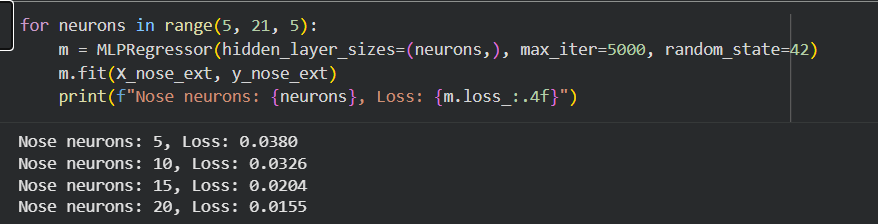 for neurons in range(5, 21, 5):
    m = MLPRegressor(hidden_layer_sizes=(neurons,), max_iter=5000, random_state=42)
    m.fit(X_nose_ext, y_nose_ext)
    print(f"Nose neurons: {neurons}, Loss: {m.loss_:.4f}")
Nose neurons: 5, Loss: 0.0380
Nose neurons: 10, Loss: 0.0326
Nose neurons: 15, Loss: 0.0204
Nose neurons: 20, Loss: 0.0155